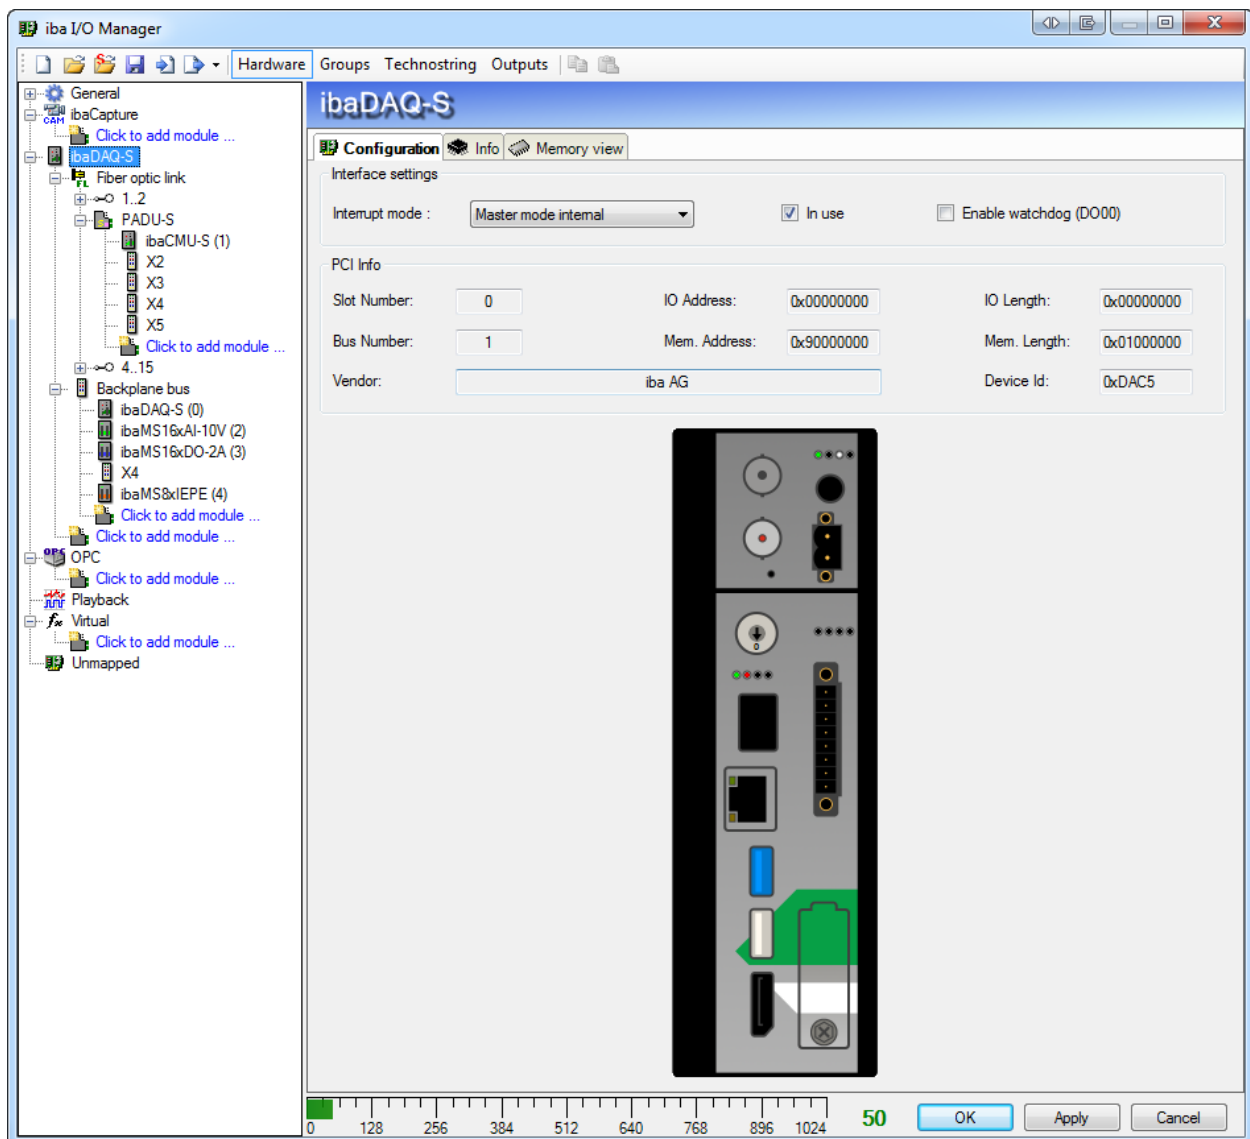 iba I/O Manager
Hardware Groups Technostring Outputs
General
ibaCapture
Click to add module ...
ibaDAQ-S
Fiber optic link
1..2
PADU-S
ibaCMU-S (1)
X2
X3
X4
X5
Click to add module ...
4..15
Backplane bus
ibaDAQ-S (0)
ibaMS16xAI-10V (2)
ibaMS16xDO-2A (3)
X4
ibaMS8xIEPE (4)
Click to add module ...
Click to add module ...
OPC
Click to add module ...
Playback
Virtual
Click to add module ...
Unmapped
ibaDAQ-S
Configuration Info Memory view
Interface settings
Interrupt mode : Master mode internal In use Enable watchdog (DO00)
PCI Info
Slot Number: 0 IO Address: 0x00000000 IO Length: 0x00000000
Bus Number: 1 Mem. Address: 0x90000000 Mem. Length: 0x01000000
Vendor: iba AG Device Id: 0xDAC5
0
0 128 256 384 512 640 768 896 1024 50 OK Apply Cancel